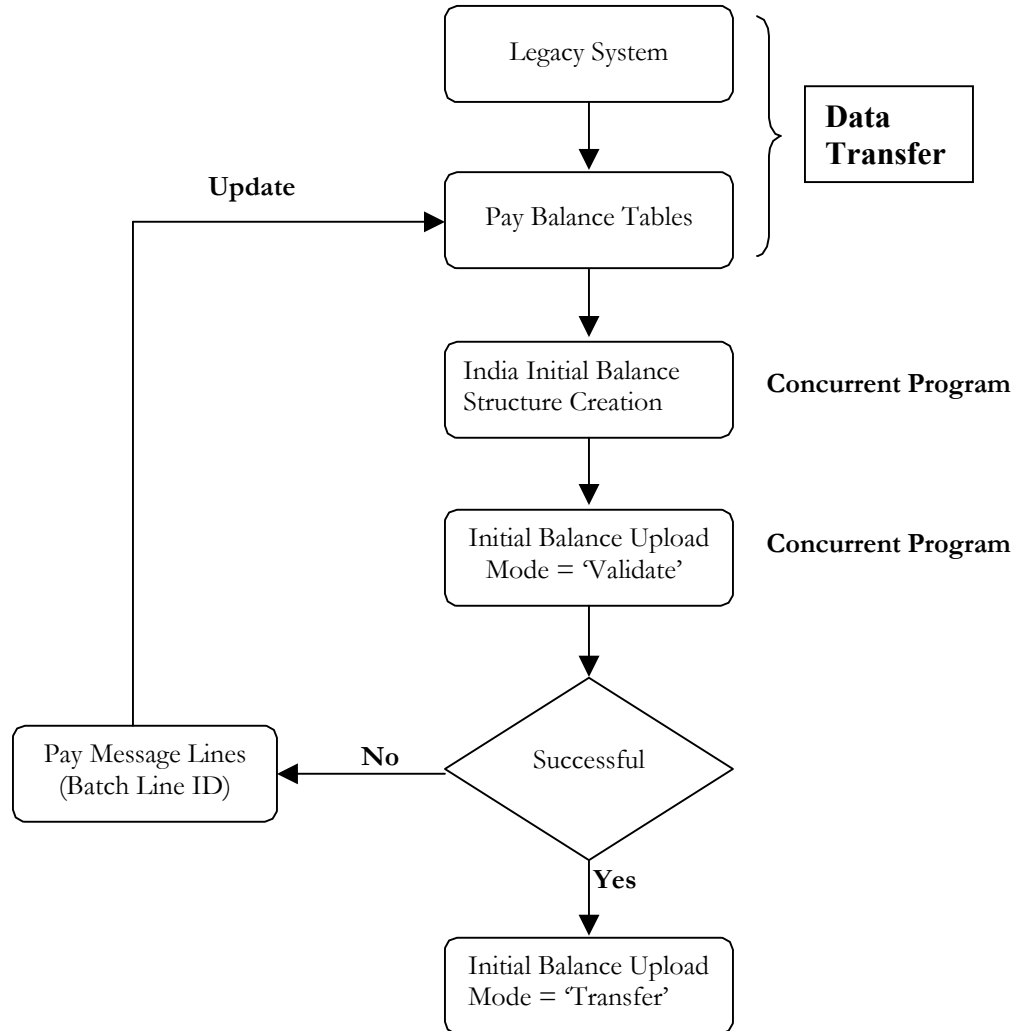 Legacy System
Data
Transfer
Update
Pay Balance Tables
India Initial Balance
Structure Creation
Concurrent Program
Initial Balance Upload
Mode = ‘Validate’
Concurrent Program
Successful
No
Pay Message Lines
(Batch Line ID)
Yes
Initial Balance Upload
Mode = ‘Transfer’